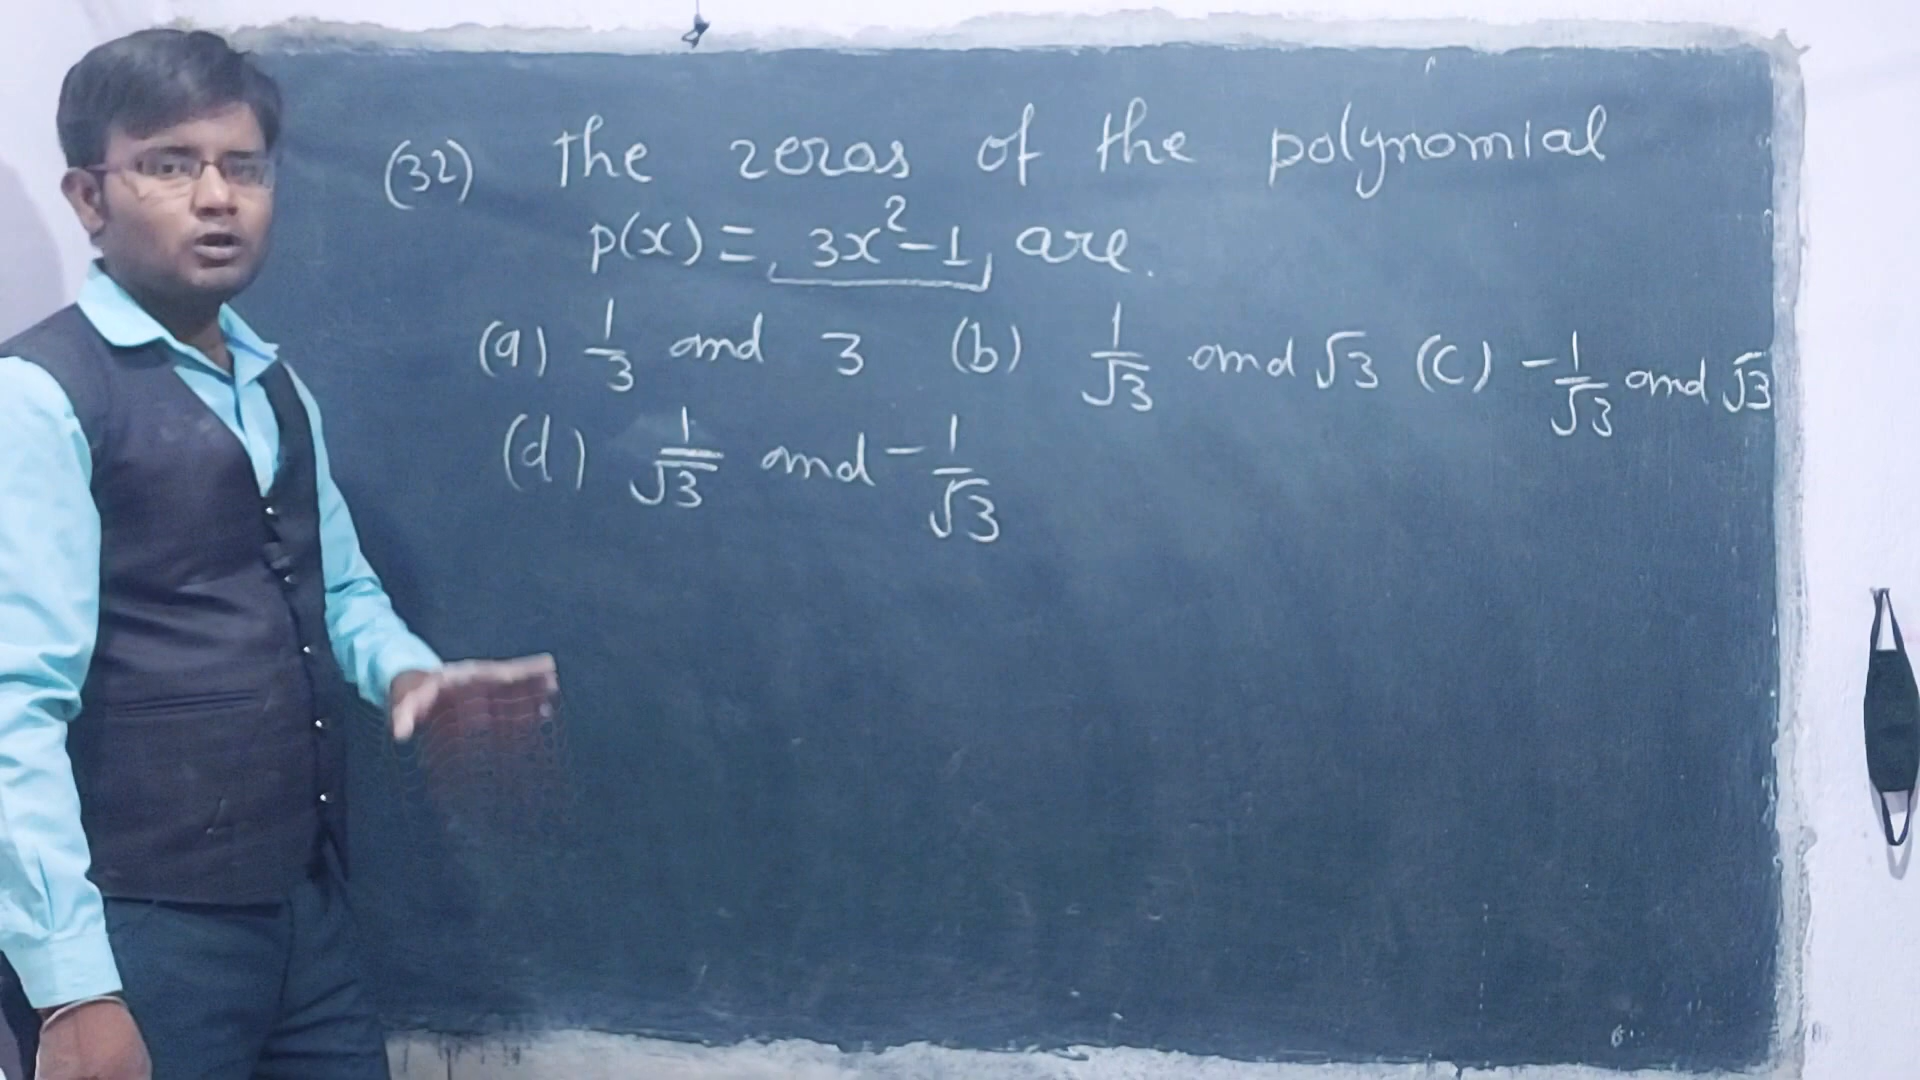 (32) The zeros of the polynomial
p(x) = 3x²-1, are.
(a) 1/3 and 3 (b) 1/√3 and √3 (c) -1/√3 and √3
(d) 1/√3 and -1/√3